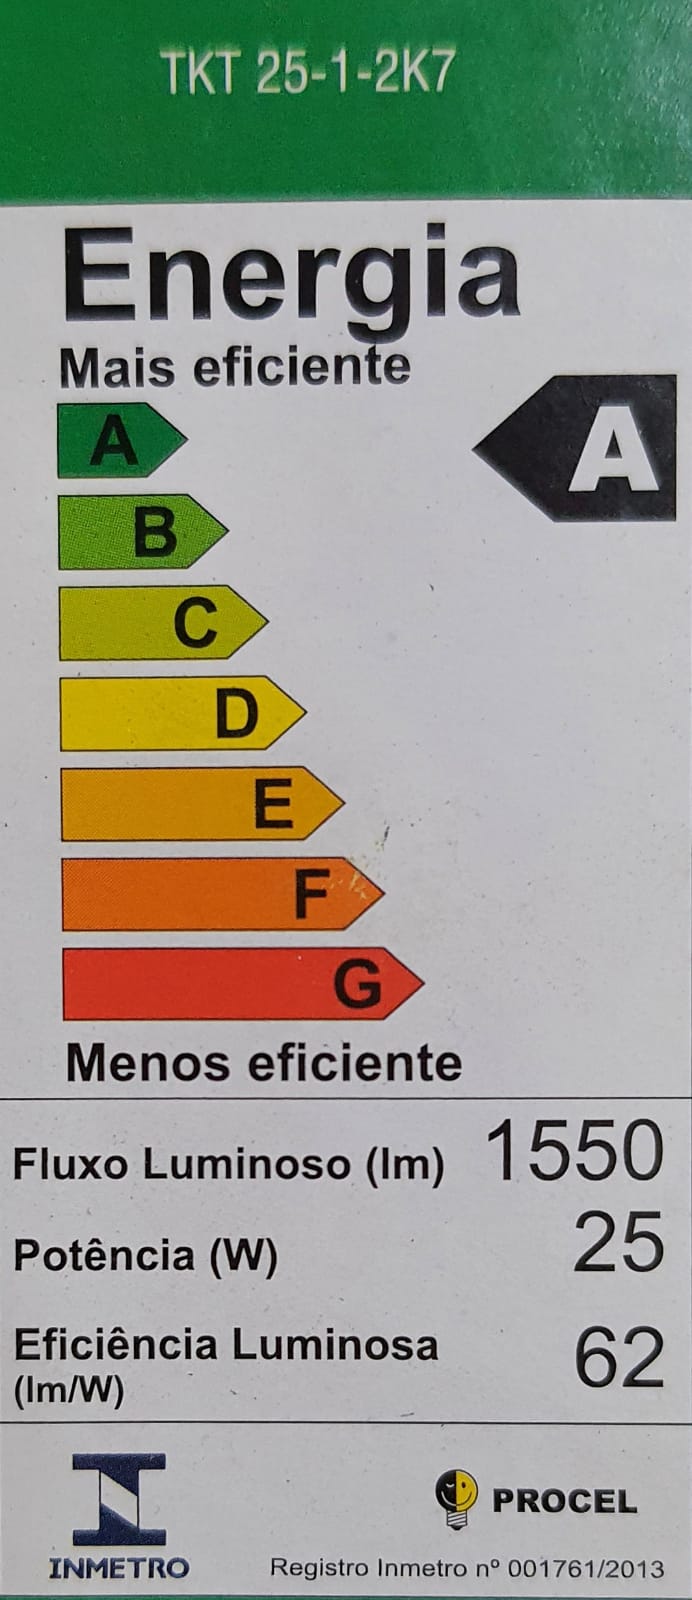 TKT 25-1-2K7
Energia
Mais eficiente
A
A
B
C
D
E
F
G
Menos eficiente
Fluxo Luminoso (lm) 1550
Potência (W) 25
Eficiência Luminosa 62
(lm/W)
PROCEL
INMETRO
Registro Inmetro nº 001761/2013